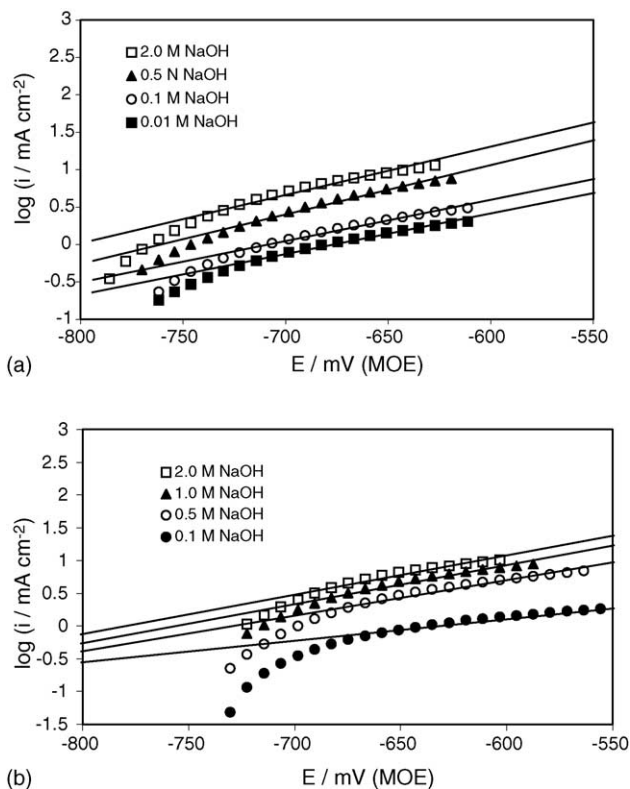 3
2.5
2
1.5
1
0.5
0
-0.5
-1
log (i / mA cm-2)
□ 2.0 M NaOH
▲ 0.5 N NaOH
○ 0.1 M NaOH
■ 0.01 M NaOH
-800 -750 -700 -650 -600 -550
(a) E / mV (MOE)
3
2.5
2
1.5
1
0.5
0
-0.5
-1
-1.5
log (i / mA cm-2)
□ 2.0 M NaOH
▲ 1.0 M NaOH
○ 0.5 M NaOH
● 0.1 M NaOH
-800 -750 -700 -650 -600 -550
(b) E / mV (MOE)